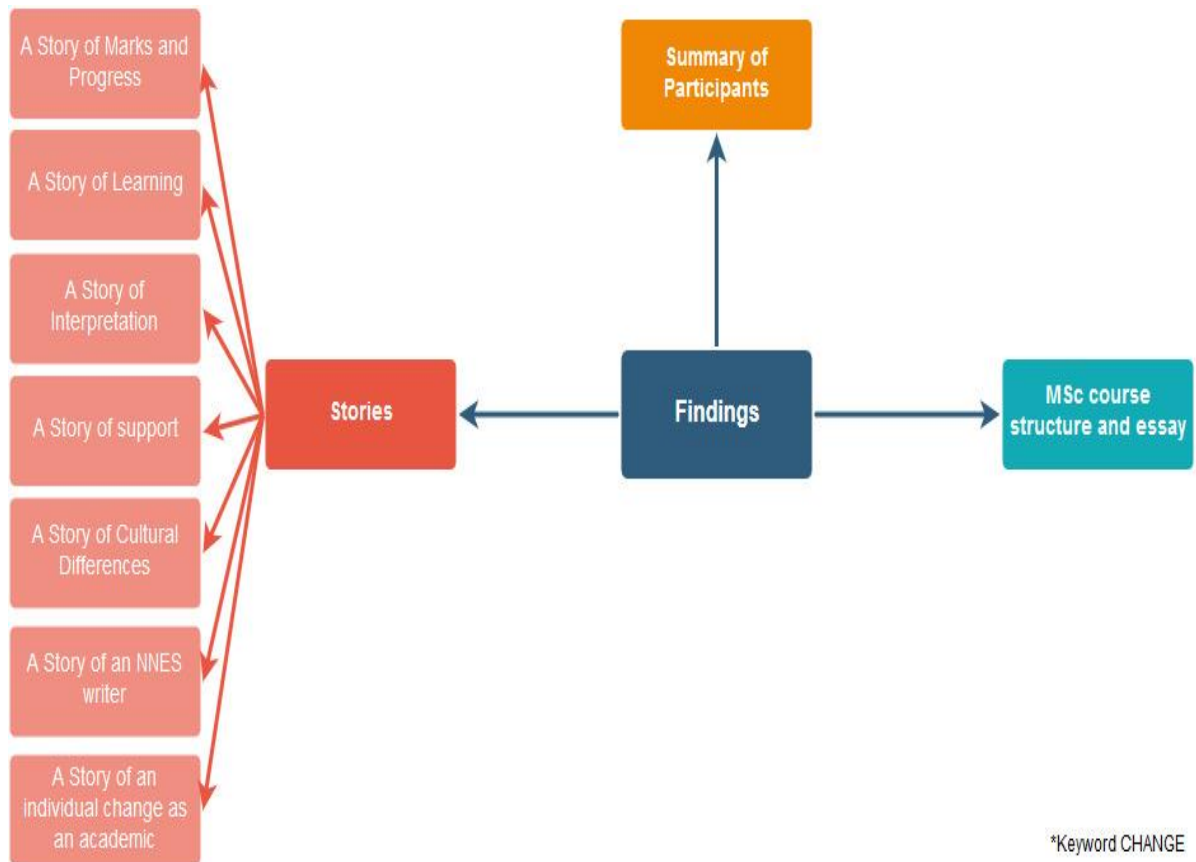 A Story of Marks and
Progress
A Story of Learning
A Story of
Interpretation
A Story of support
A Story of Cultural
Differences
A Story of an NNES
writer
A Story of an
individual change as
an academic
Stories
Summary of
Participants
Findings
MSc course
structure and essay
*Keyword CHANGE